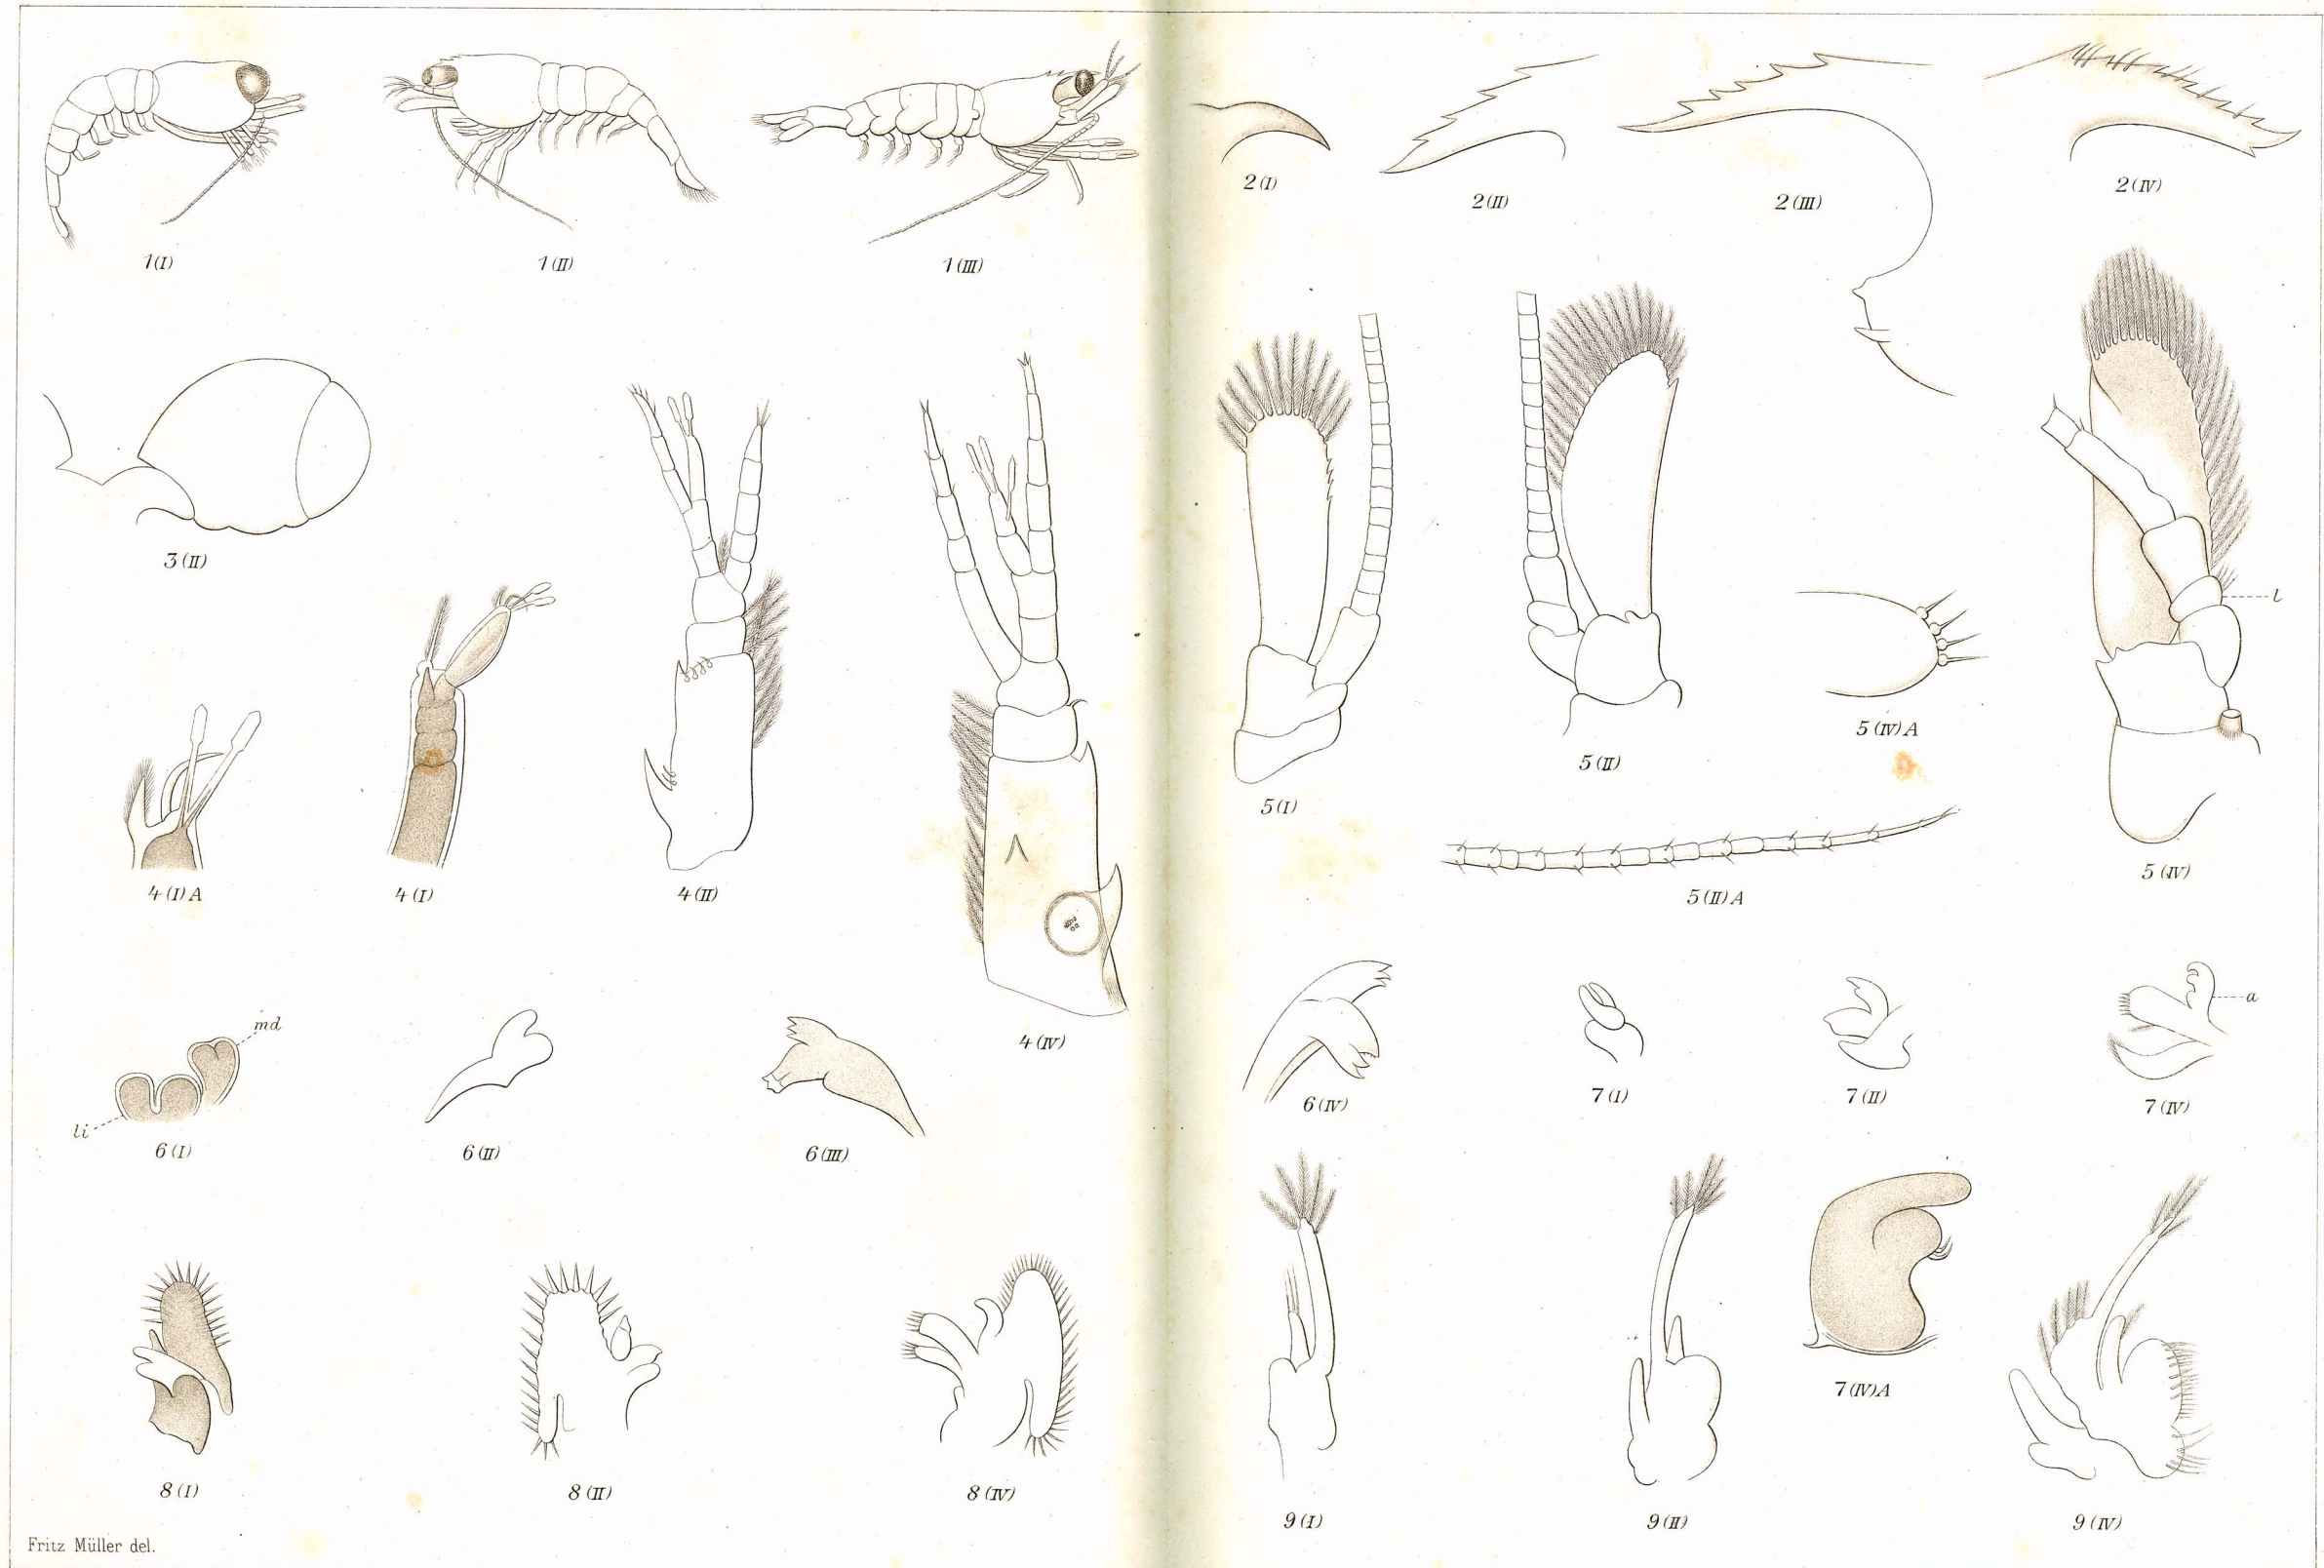 1(I)
1(II)
1(III)
2(I)
2(II)
2(III)
2(IV)
3(II)
4(I)A
4(I)
4(II)
4(IV)
5(I)
5(II)
5(IV)A
l
5(II)A
5(IV)
md
li
6(I)
6(II)
6(III)
6(IV)
7(I)
7(II)
a
7(IV)
8(I)
8(II)
8(IV)
9(I)
9(II)
7(IV)A
9(IV)
Fritz Müller del.